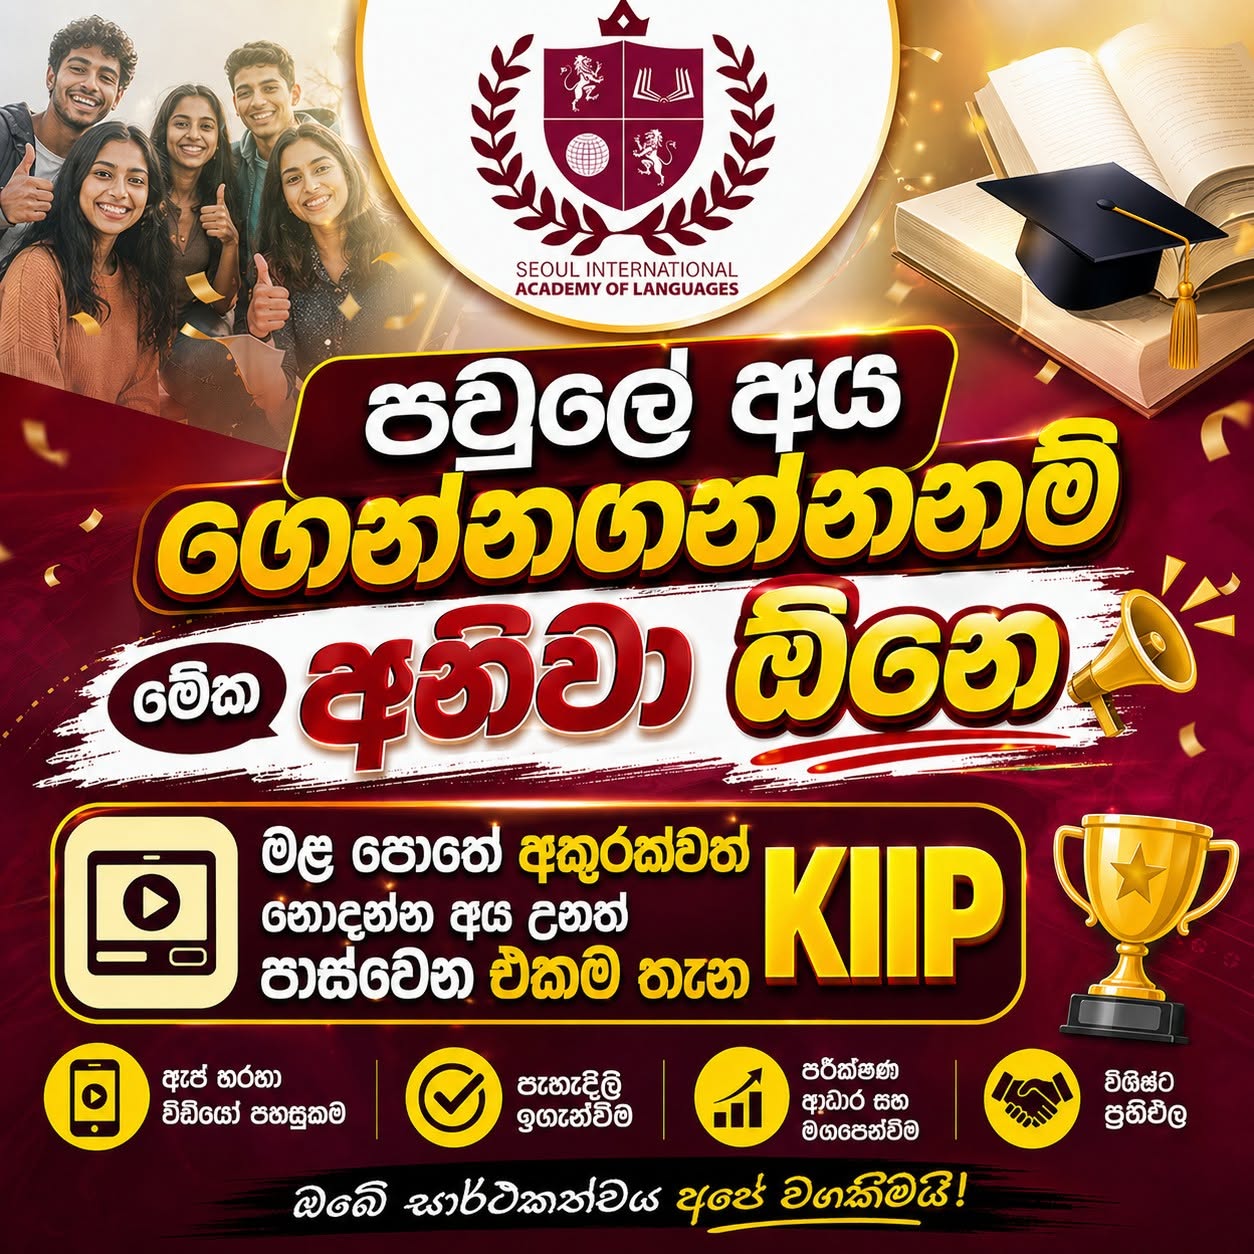 SEOUL INTERNATIONAL
ACADEMY OF LANGUAGES
පවුලේ අය
ගෙන්නගන්නනම්
මේක අනිවා ඕනෙ
මළ පොතේ අකුරක්වත්
නොදන්න අය උනත්
පාස්වෙන එකම තැන
KIIP
ඇප් හරහා
විඩියෝ පහසුකම
පැහැදිලි
ඉගැන්වීම
පරීක්ෂණ
ආධාර සහ
මගපෙන්වීම
විශිෂ්ට
ප්‍රතිඵල
ඔබේ සාර්ථකත්වය අපේ වගකීමයි!